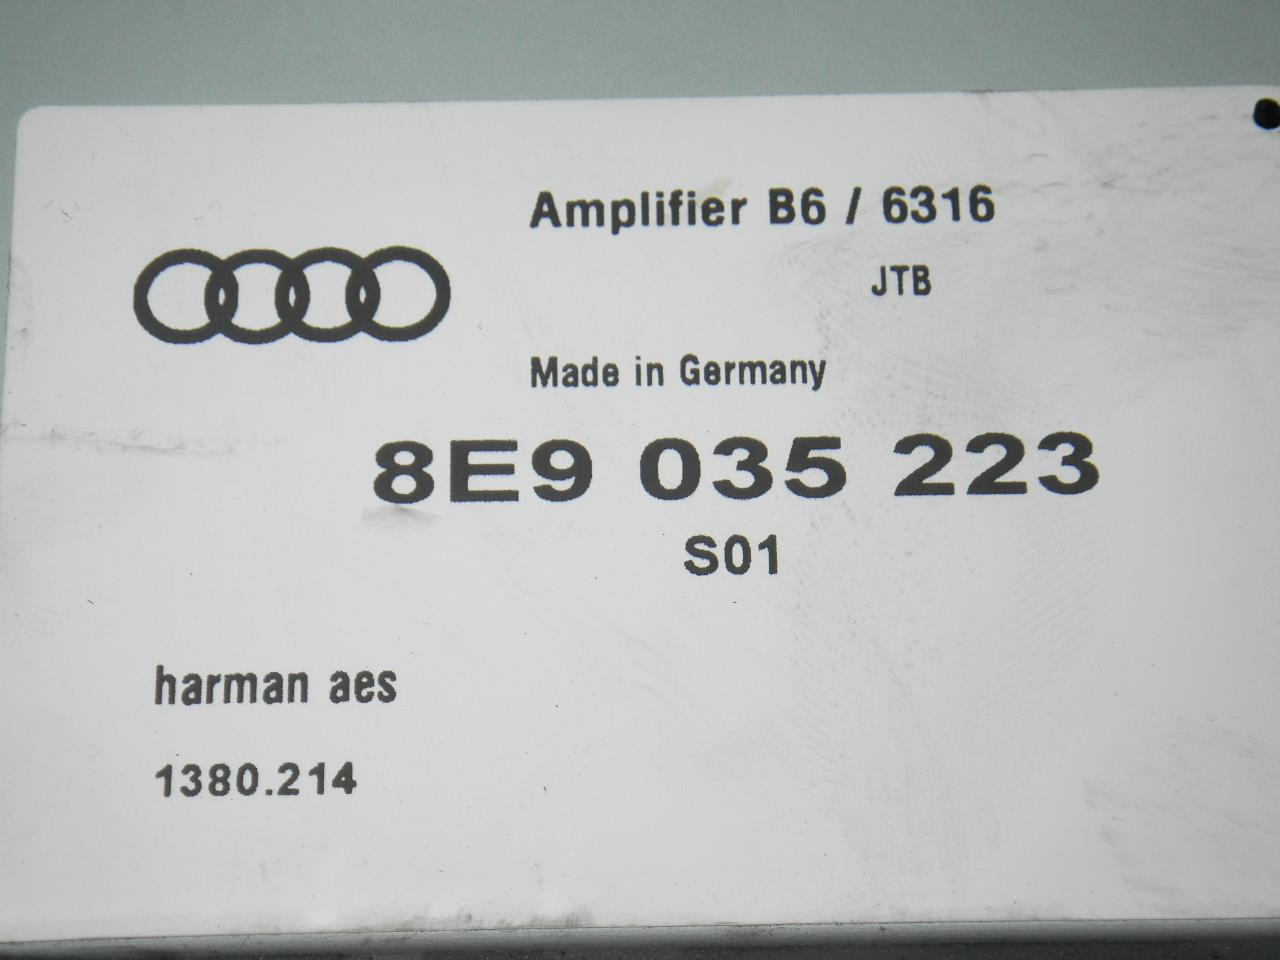 Amplifier B6 / 6316
JTB
Made in Germany
8E9 035 223
S01
harman aes
1380.214